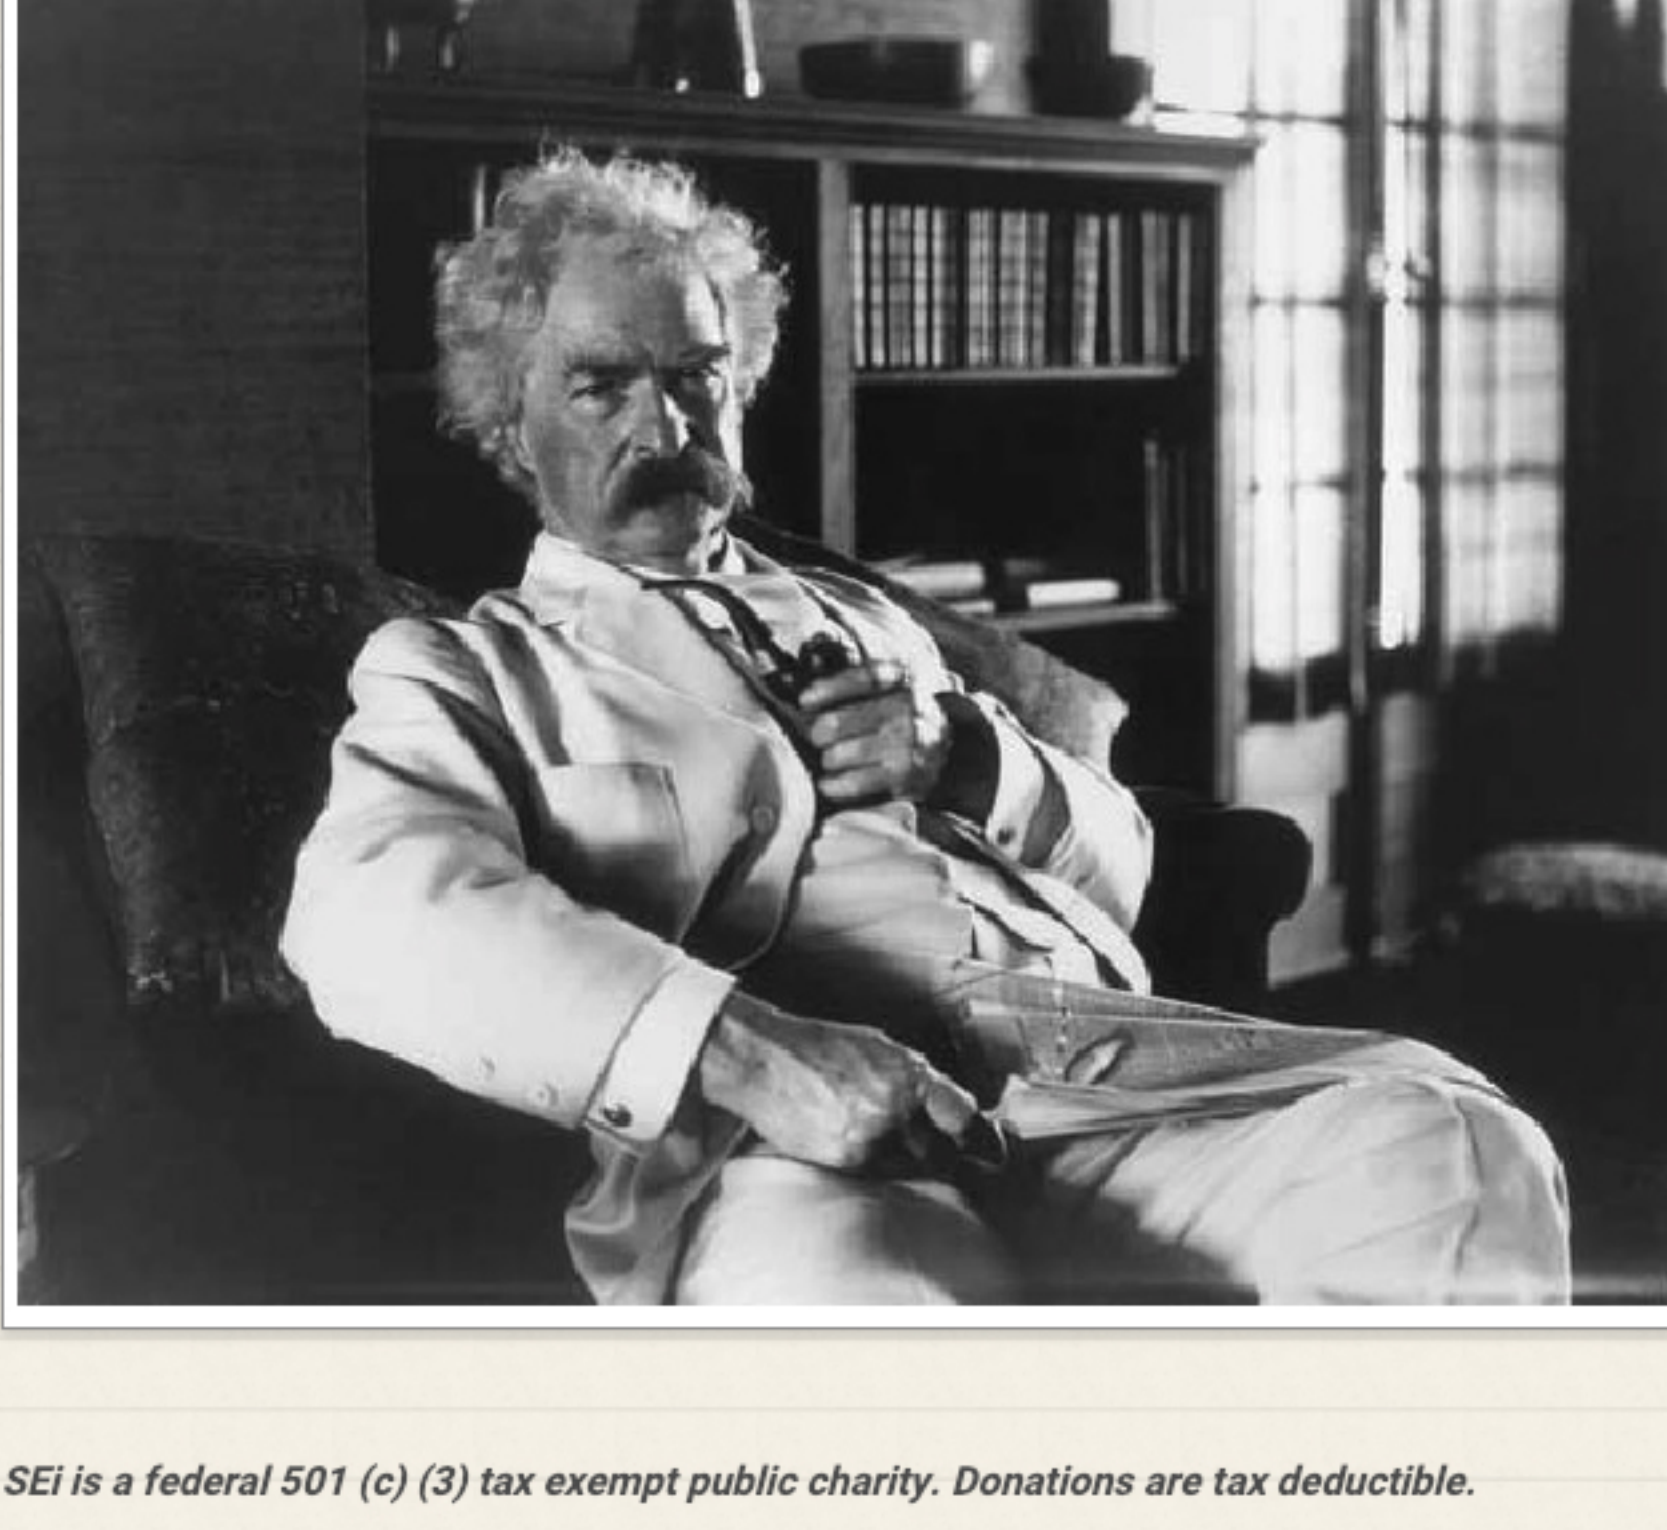 SEi is a federal 501 (c) (3) tax exempt public charity. Donations are tax deductible.